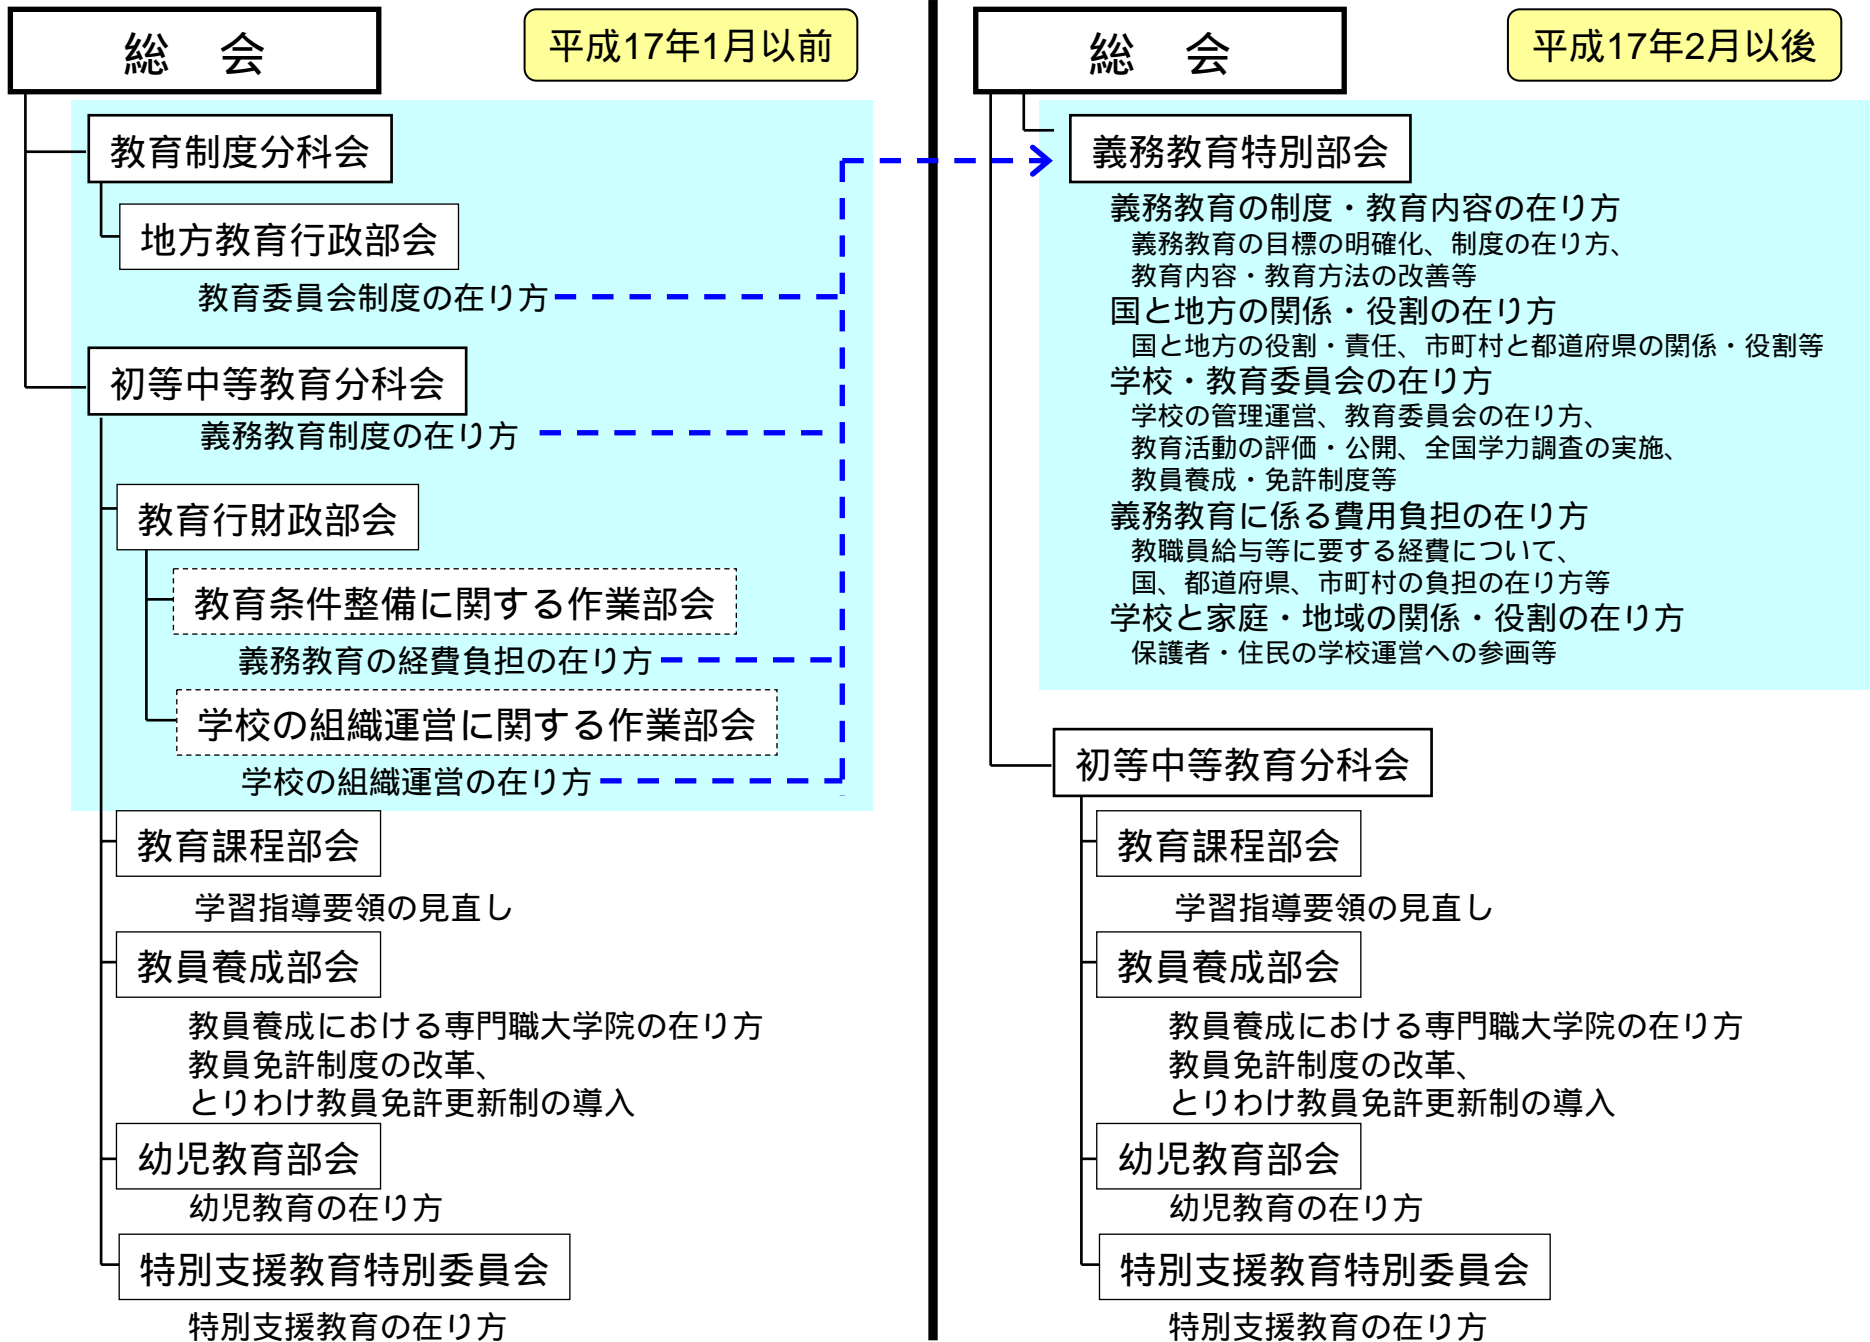 総　会
平成17年1月以前
教育制度分科会
地方教育行政部会
教育委員会制度の在り方
初等中等教育分科会
義務教育制度の在り方
教育行財政部会
教育条件整備に関する作業部会
義務教育の経費負担の在り方
学校の組織運営に関する作業部会
学校の組織運営の在り方
教育課程部会
学習指導要領の見直し
教員養成部会
教員養成における専門職大学院の在り方
教員免許制度の改革、
とりわけ教員免許更新制の導入
幼児教育部会
幼児教育の在り方
特別支援教育特別委員会
特別支援教育の在り方
総　会
平成17年2月以後
義務教育特別部会
義務教育の制度・教育内容の在り方
義務教育の目標の明確化、制度の在り方、
教育内容・教育方法の改善等
国と地方の関係・役割の在り方
国と地方の役割・責任、市町村と都道府県の関係・役割等
学校・教育委員会の在り方
学校の管理運営、教育委員会の在り方、
教育活動の評価・公開、全国学力調査の実施、
教員養成・免許制度等
義務教育に係る費用負担の在り方
教職員給与等に要する経費について、
国、都道府県、市町村の負担の在り方等
学校と家庭・地域の関係・役割の在り方
保護者・住民の学校運営への参画等
初等中等教育分科会
教育課程部会
学習指導要領の見直し
教員養成部会
教員養成における専門職大学院の在り方
教員免許制度の改革、
とりわけ教員免許更新制の導入
幼児教育部会
幼児教育の在り方
特別支援教育特別委員会
特別支援教育の在り方